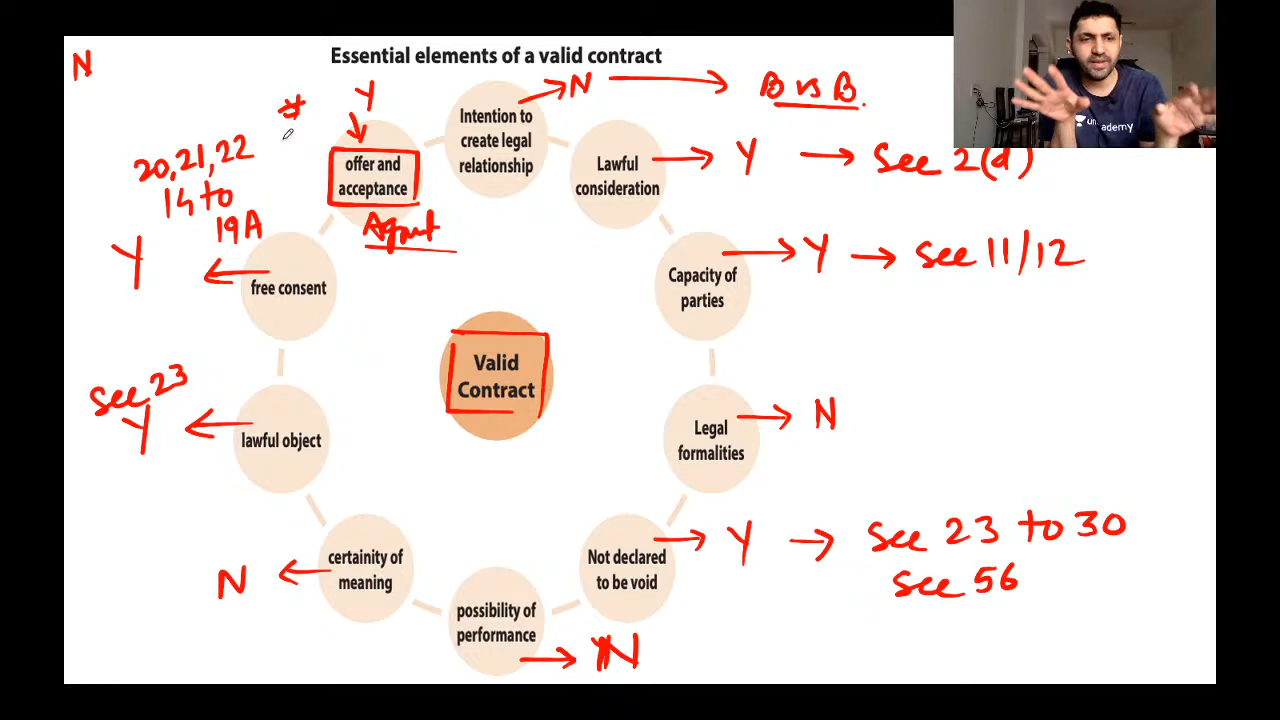 N
Essential elements of a valid contract
Y
N
B vs B.
*
Intention to
create legal
relationship
unacademy
20,21,22
14 to
19A
offer and
acceptance
Lawful
consideration
Y
See 2(d)
Y
free consent
Capacity of
parties
Y
See 11/12
Valid
Contract
See 23
Y
lawful object
Legal
formalities
N
N
certainity of
meaning
Not declared
to be void
Y
See 23 to 30
See 56
possibility of
performance
N